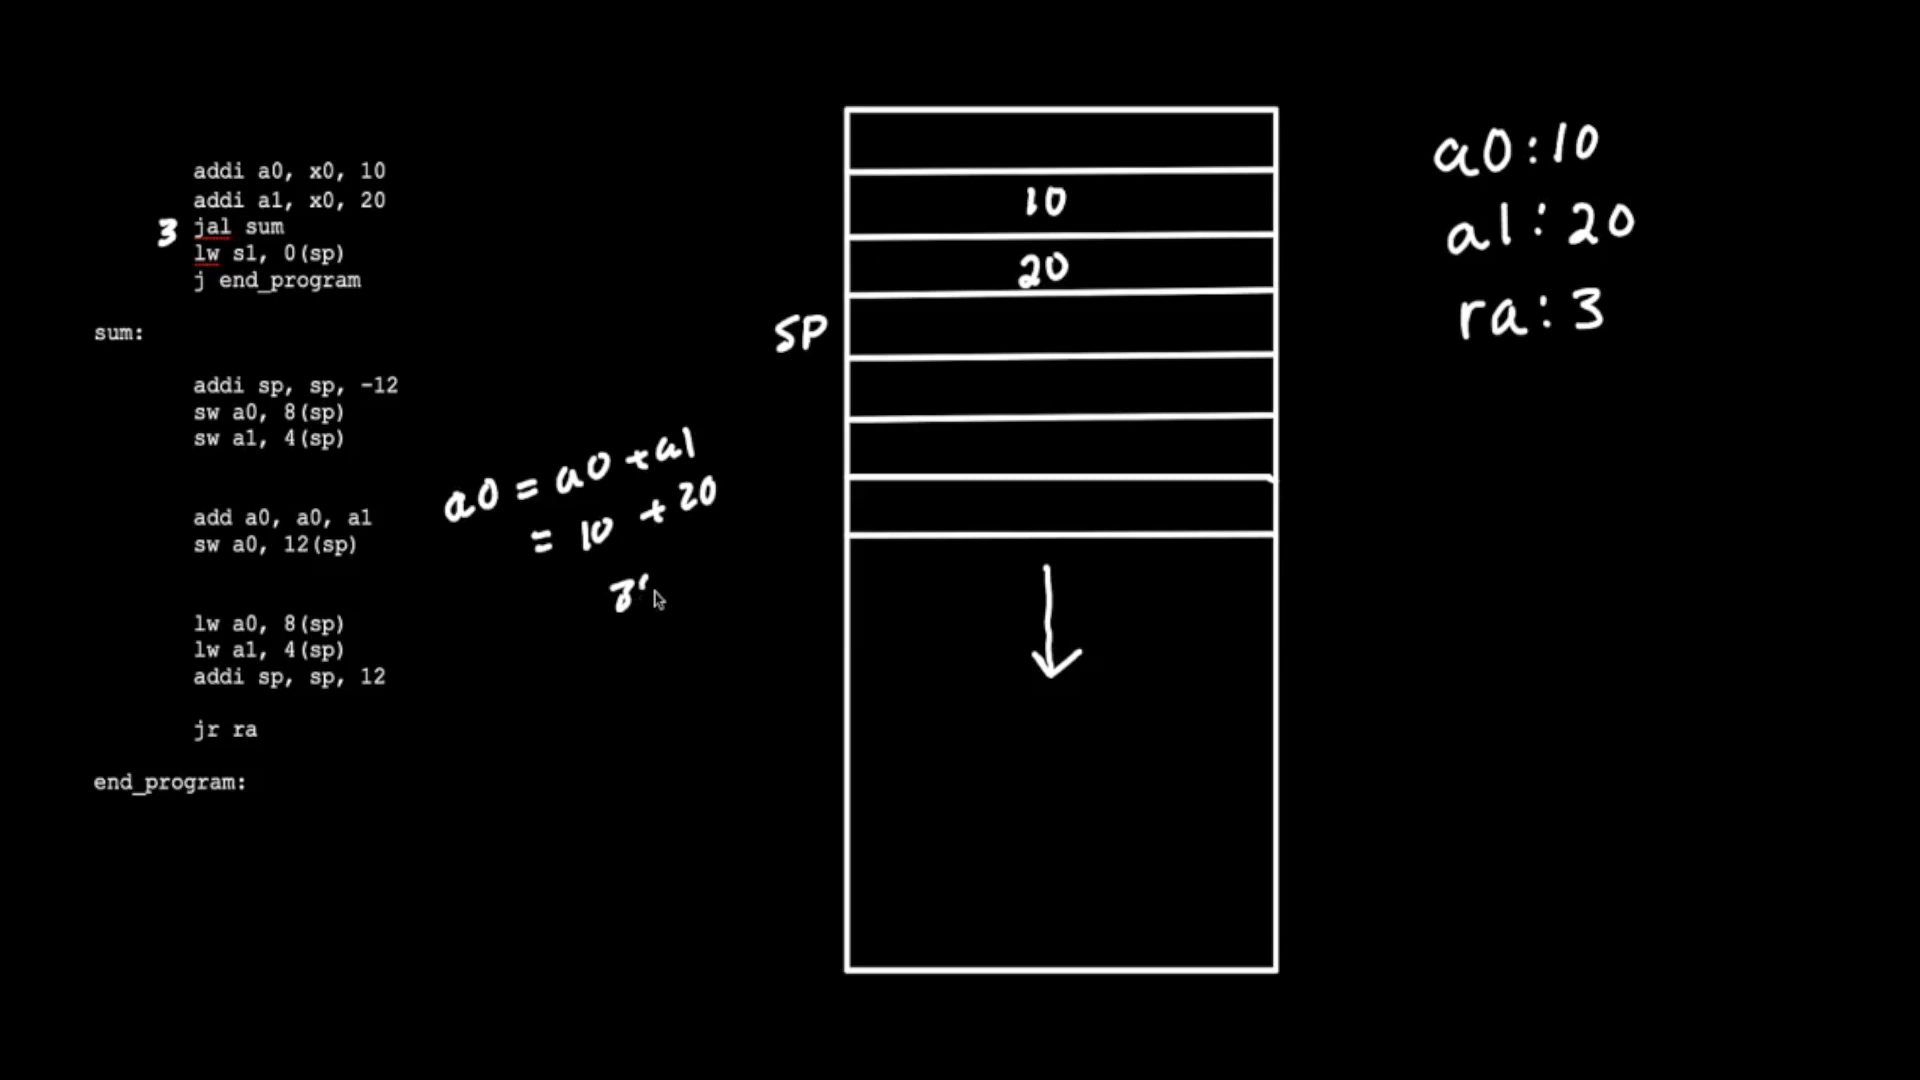 addi a0, x0, 10
addi a1, x0, 20
3 jal sum
lw s1, 0(sp)
j end_program
sum:
addi sp, sp, -12
sw a0, 8(sp)
sw a1, 4(sp)
add a0, a0, a1
sw a0, 12(sp)
lw a0, 8(sp)
lw a1, 4(sp)
addi sp, sp, 12
jr ra
end_program:
a0 = a0 + a1
= 10 + 20
3
10
20
SP
a0:10
a1:20
ra:3